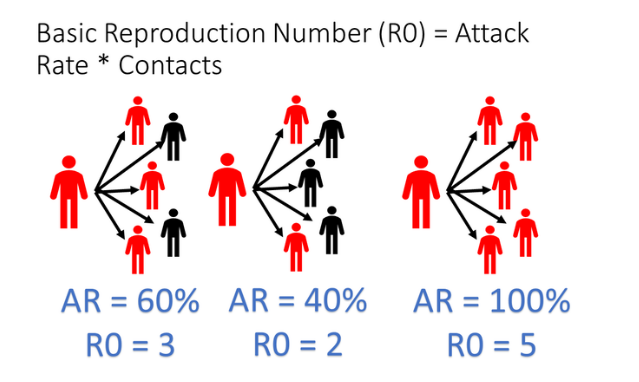 Basic Reproduction Number (R0) = Attack
Rate * Contacts
AR = 60% AR = 40% AR = 100%
R0 = 3 R0 = 2 R0 = 5